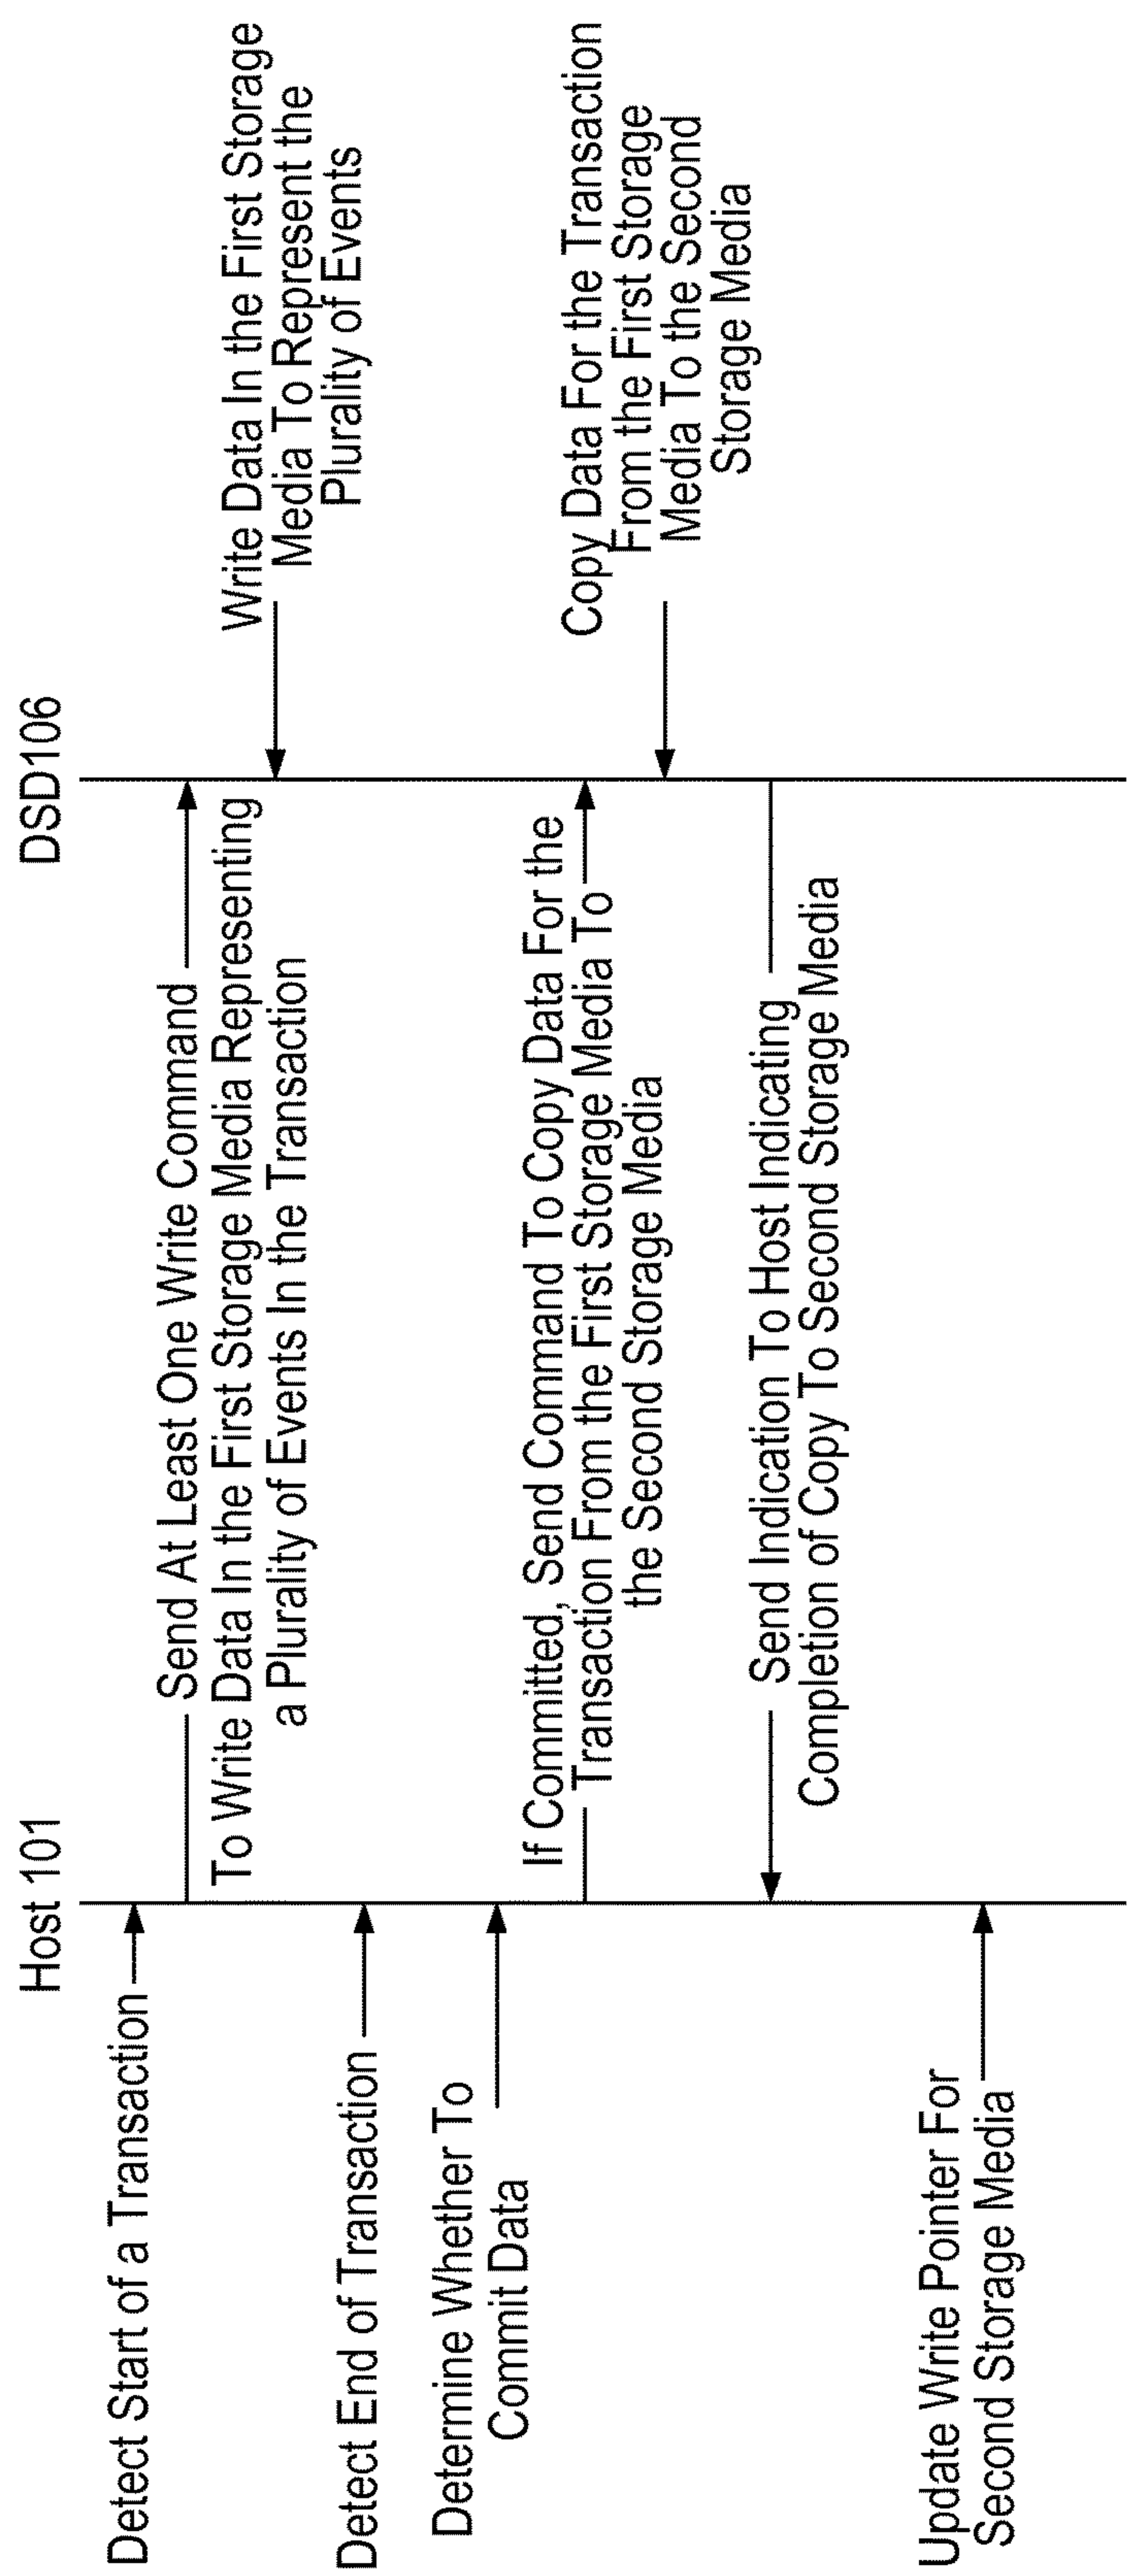 Host 101
DSD106
Detect Start of a Transaction
Send At Least One Write Command
To Write Data In the First Storage Media Representing
a Plurality of Events In the Transaction
Write Data In the First Storage
Media To Represent the
Plurality of Events
Detect End of Transaction
Determine Whether To
Commit Data
If Committed, Send Command To Copy Data For the
Transaction From the First Storage Media To
the Second Storage Media
Copy Data For the Transaction
From the First Storage
Media To the Second
Storage Media
Send Indication To Host Indicating
Completion of Copy To Second Storage Media
Update Write Pointer For
Second Storage Media